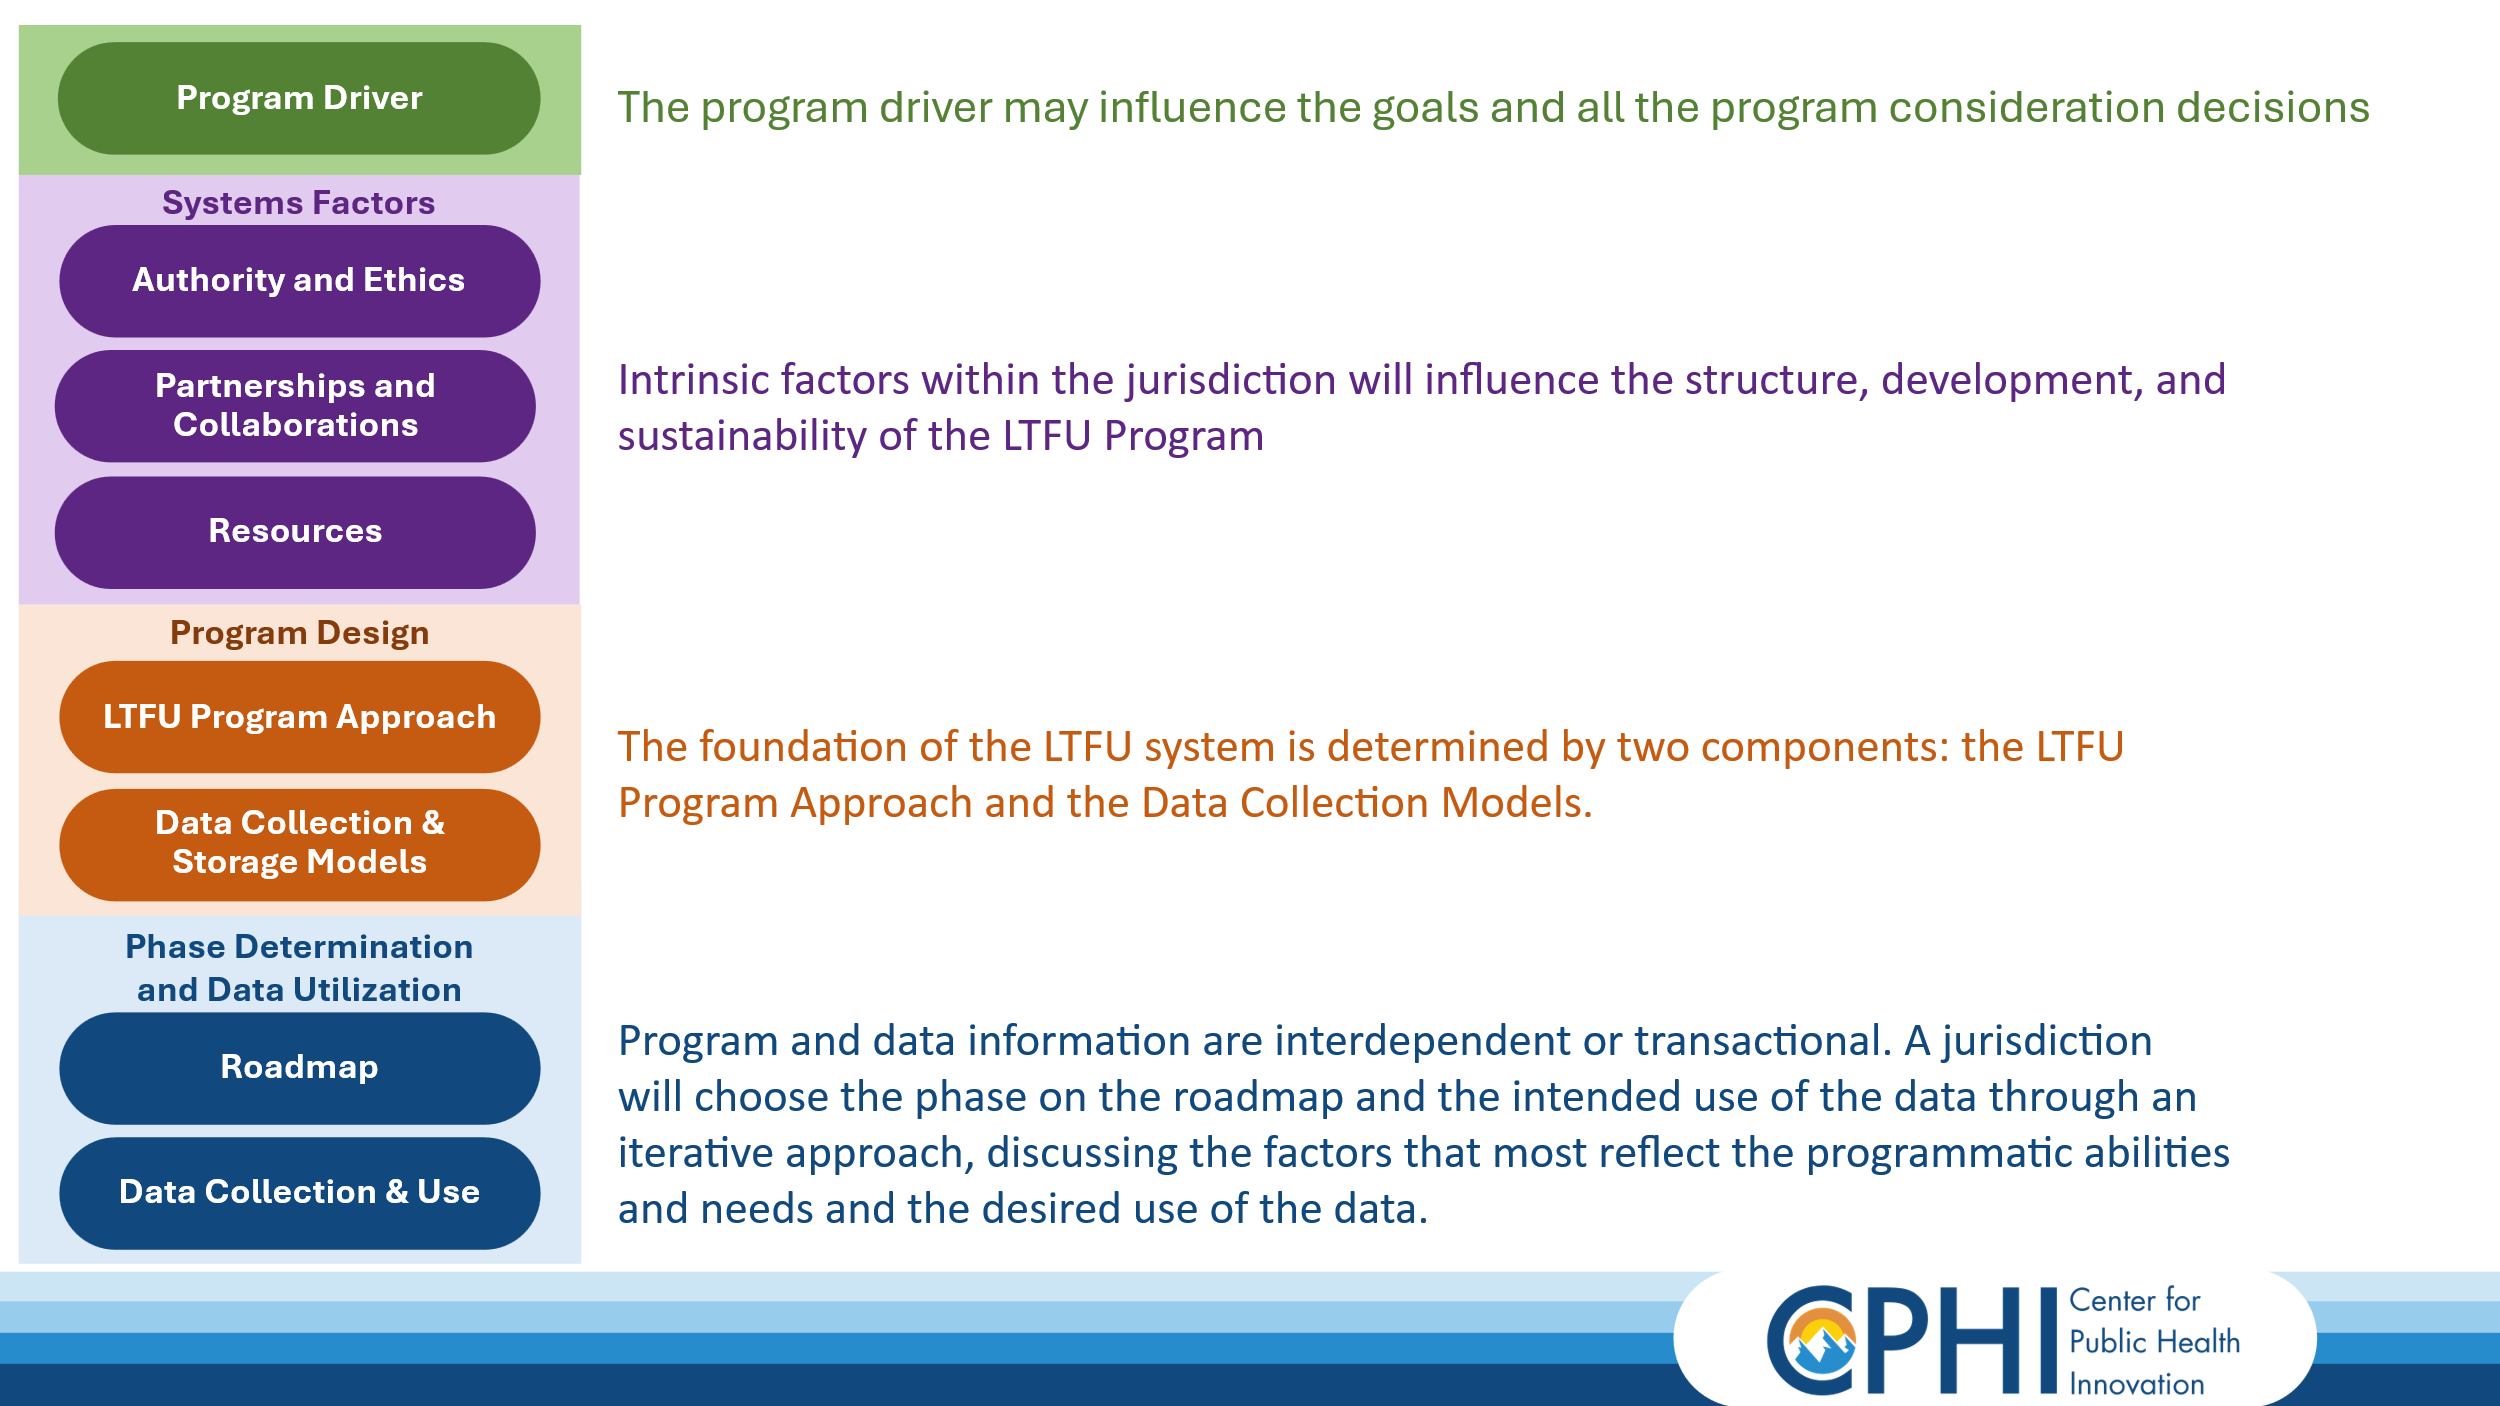 Program Driver
The program driver may influence the goals and all the program consideration decisions
Systems Factors
Authority and Ethics
Partnerships and
Collaborations
Resources
Intrinsic factors within the jurisdiction will influence the structure, development, and
sustainability of the LTFU Program
Program Design
LTFU Program Approach
Data Collection &
Storage Models
The foundation of the LTFU system is determined by two components: the LTFU
Program Approach and the Data Collection Models.
Phase Determination
and Data Utilization
Roadmap
Data Collection & Use
Program and data information are interdependent or transactional. A jurisdiction
will choose the phase on the roadmap and the intended use of the data through an
iterative approach, discussing the factors that most reflect the programmatic abilities
and needs and the desired use of the data.
CPHI
Center for
Public Health
Innovation